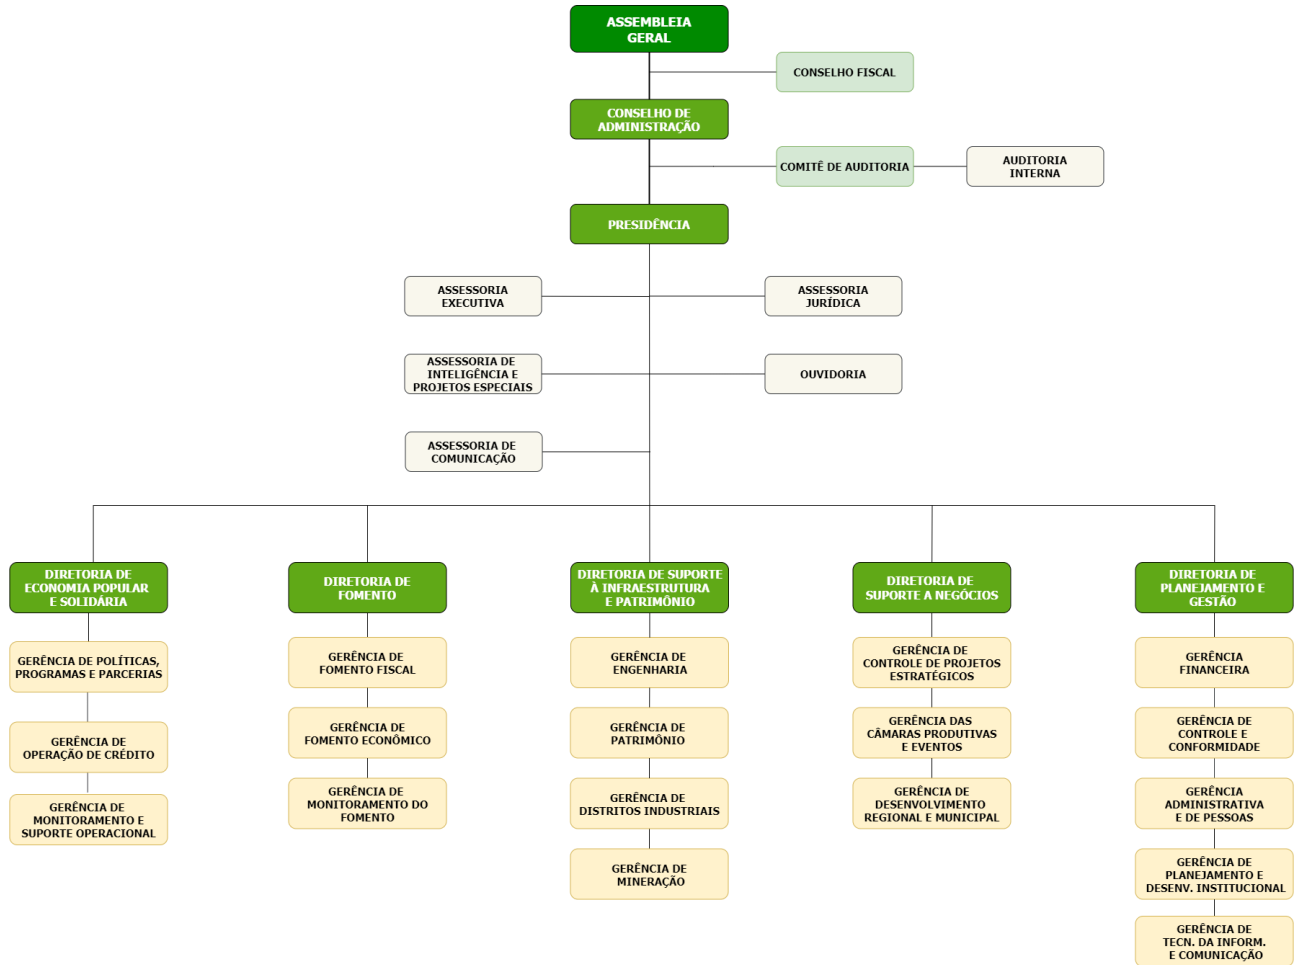 ASSEMBLEIA
GERAL
CONSELHO FISCAL
CONSELHO DE
ADMINISTRAÇÃO
COMITÊ DE AUDITORIA
AUDITORIA
INTERNA
PRESIDÊNCIA
ASSESSORIA
EXECUTIVA
ASSESSORIA
JURÍDICA
ASSESSORIA DE
INTELIGÊNCIA E
PROJETOS ESPECIAIS
OUVIDORIA
ASSESSORIA DE
COMUNICAÇÃO
DIRETORIA DE
ECONOMIA POPULAR
E SOLIDÁRIA
GERÊNCIA DE POLÍTICAS,
PROGRAMAS E PARCERIAS
GERÊNCIA DE
OPERAÇÃO DE CRÉDITO
GERÊNCIA DE
MONITORAMENTO E
SUPORTE OPERACIONAL
DIRETORIA DE
FOMENTO
GERÊNCIA DE
FOMENTO FISCAL
GERÊNCIA DE
FOMENTO ECONÔMICO
GERÊNCIA DE
MONITORAMENTO DO
FOMENTO
DIRETORIA DE SUPORTE
À INFRAESTRUTURA
E PATRIMÔNIO
GERÊNCIA DE
ENGENHARIA
GERÊNCIA DE
PATRIMÔNIO
GERÊNCIA DE
DISTRITOS INDUSTRIAIS
GERÊNCIA DE
MINERAÇÃO
DIRETORIA DE
SUPORTE A NEGÓCIOS
GERÊNCIA DE
CONTROLE DE PROJETOS
ESTRATÉGICOS
GERÊNCIA DAS
CÂMARAS PRODUTIVAS
E EVENTOS
GERÊNCIA DE
DESENVOLVIMENTO
REGIONAL E MUNICIPAL
DIRETORIA DE
PLANEJAMENTO E
GESTÃO
GERÊNCIA
FINANCEIRA
GERÊNCIA DE
CONTROLE E
CONFORMIDADE
GERÊNCIA
ADMINISTRATIVA
E DE PESSOAS
GERÊNCIA DE
PLANEJAMENTO E
DESENV. INSTITUCIONAL
GERÊNCIA DE
TECN. DA INFORM.
E COMUNICAÇÃO